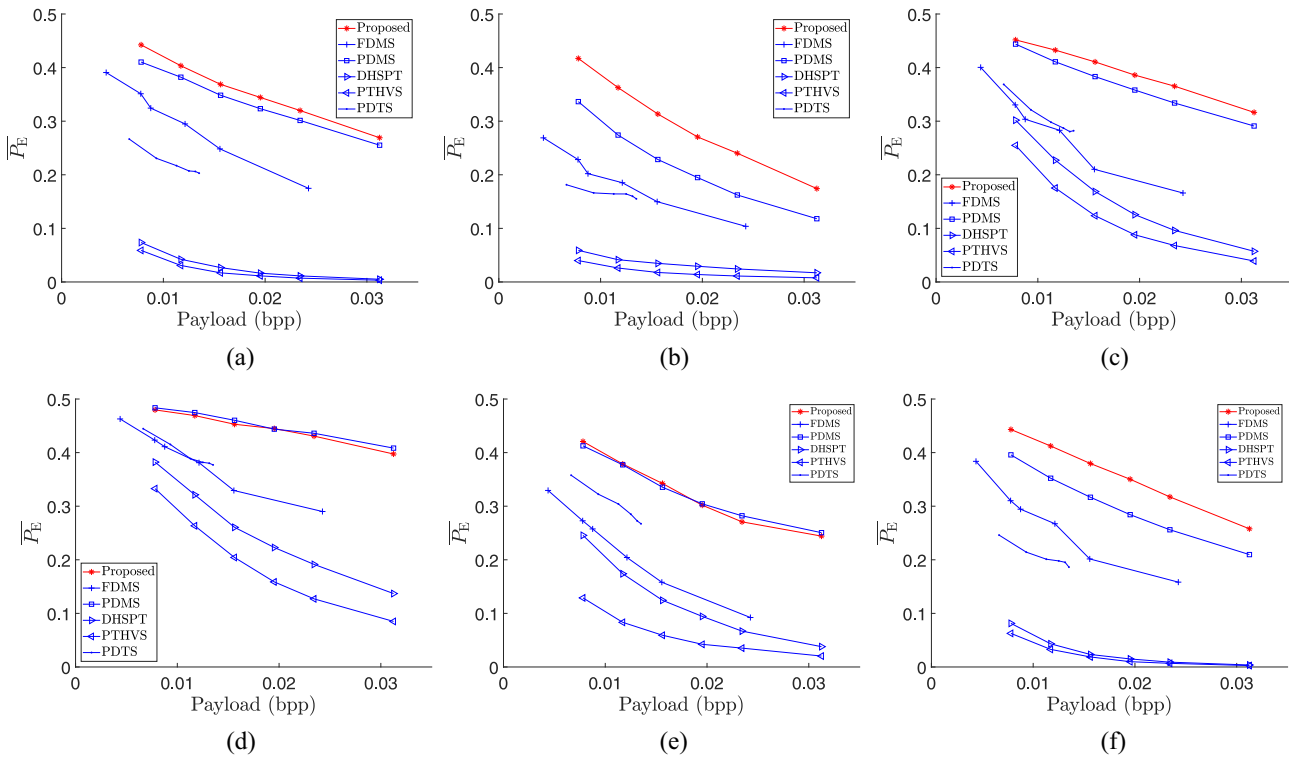 0.5
0.4
0.3
0.2
0.1
0
P_E
0
0.01
0.02
0.03
Payload (bpp)
Proposed
FDMS
PDMS
DHSPT
PTHVS
PDTS
(a)
0.5
0.4
0.3
0.2
0.1
0
P_E
0
0.01
0.02
0.03
Payload (bpp)
Proposed
FDMS
PDMS
DHSPT
PTHVS
PDTS
(b)
0.5
0.4
0.3
0.2
0.1
0
P_E
0
0.01
0.02
0.03
Payload (bpp)
Proposed
FDMS
PDMS
DHSPT
PTHVS
PDTS
(c)
0.5
0.4
0.3
0.2
0.1
0
P_E
0
0.01
0.02
0.03
Payload (bpp)
Proposed
FDMS
PDMS
DHSPT
PTHVS
PDTS
(d)
0.5
0.4
0.3
0.2
0.1
0
P_E
0
0.01
0.02
0.03
Payload (bpp)
Proposed
FDMS
PDMS
DHSPT
PTHVS
PDTS
(e)
0.5
0.4
0.3
0.2
0.1
0
P_E
0
0.01
0.02
0.03
Payload (bpp)
Proposed
FDMS
PDMS
DHSPT
PTHVS
PDTS
(f)